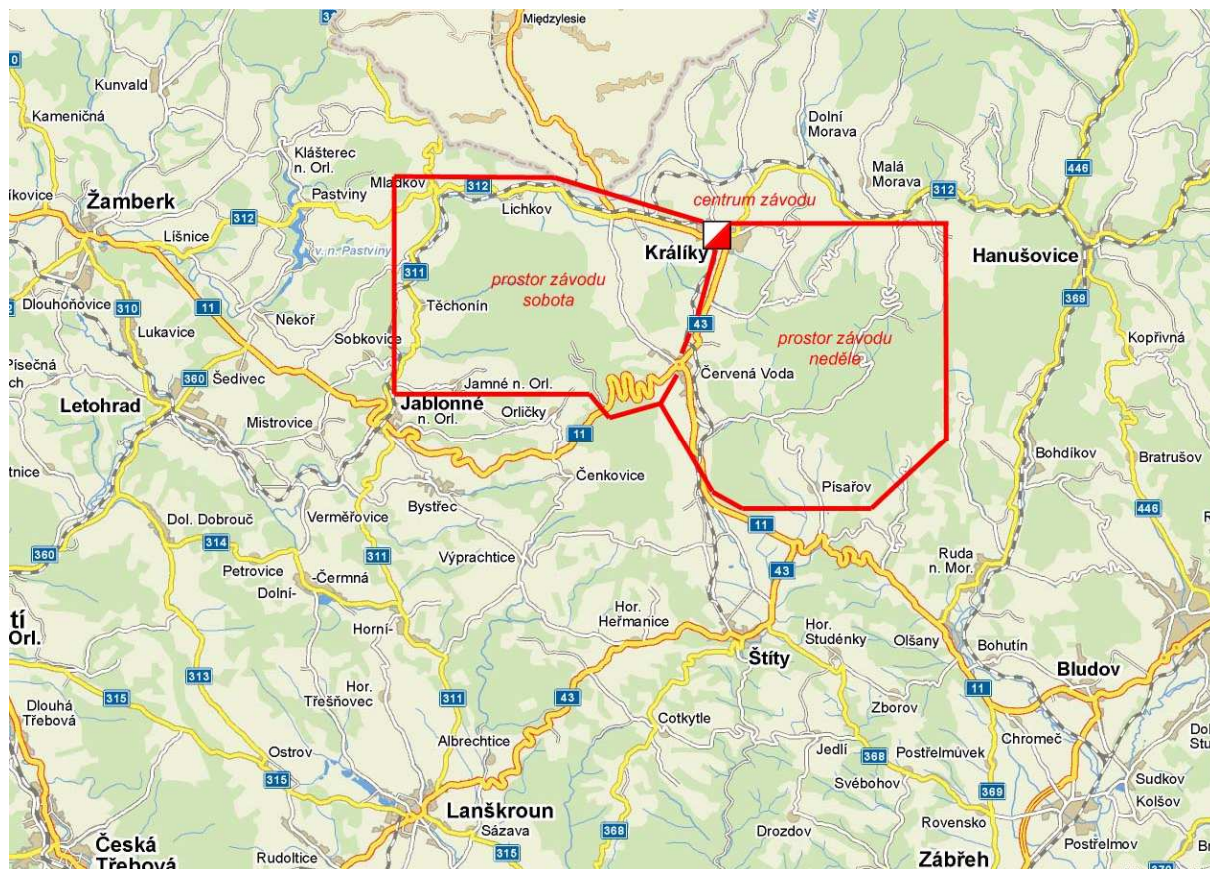 Międzylesie
Kunvald
Kameničná
Klášterec
n. Orl.
Dolní
Morava
446
Malá
Morava
íkovice
Žamberk
Pastviny
Mladkov
312
Lichkov
centrum závodu
312
312
Líšnice
v. n. Pastviny
Králíky
Hanušovice
311
prostor závodu
sobota
369
Dlouhoňovice
310
11
Těchonín
Nekoř
43
Lukavice
Sobkovice
prostor závodu
neděle
Kopřivná
Písečná
360
Šedivec
Jamné n. Orl.
Červená Voda
Letohrad
Jablonné
n. Orl.
Orličky
Mistrovice
11
Bohdíkov
Bratrušov
Čenkovice
Písařov
Bystřec
446
Dol. Dobrouč
Verměřovice
11
314
360
311
Výprachtice
Ruda
n. Mor.
Petrovice
43
-Čermná
Dolní-
Hor.
Heřmanice
Horní-
Hor.
Studénky
Olšany
Bohutín
tí
Orl.
Štíty
Bludov
315
313
11
Hor.
Třešňovec
311
43
Dlouhá
Třebová
Zborov
Cotkytle
Chromeč
Albrechtice
Jedlí
Postřelmůvek
Ostrov
368
315
Svébohov
Sudkov
369
Kolšov
Lanškroun
Sázava
Rovensko
368
Drozdov
Česká
Třebová
Postřelmov
315
Rudoltice
Zábřeh